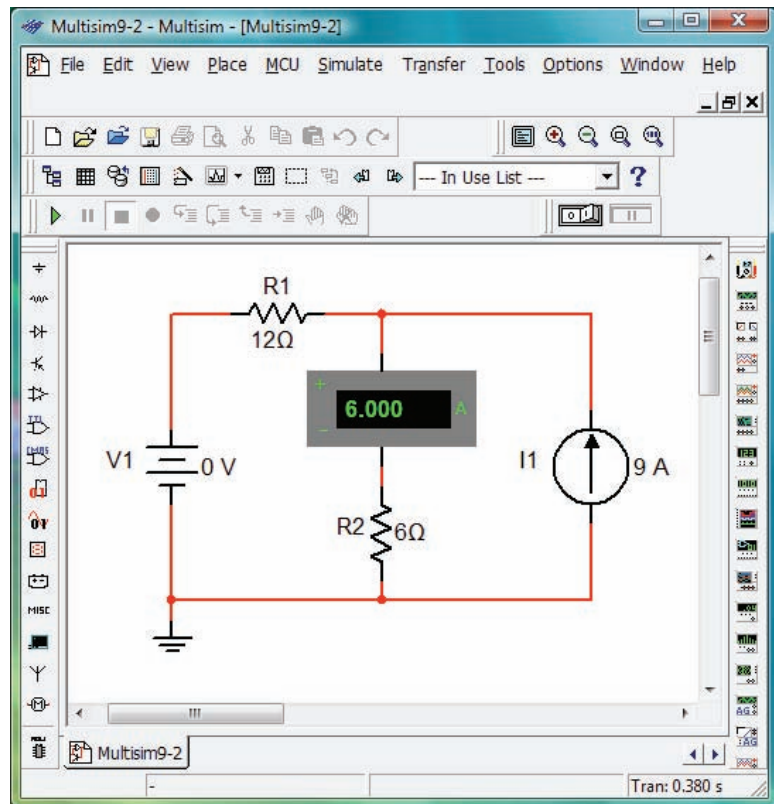 Multisim9-2 - Multisim - [Multisim9-2]
File Edit View Place MCU Simulate Transfer Tools Options Window Help
--- In Use List ---
?
R1
12Ω
+
6.000 A
–
V1
0 V
I1
9 A
R2
6Ω
MISC
AG
Multisim9-2
-
Tran: 0.380 s